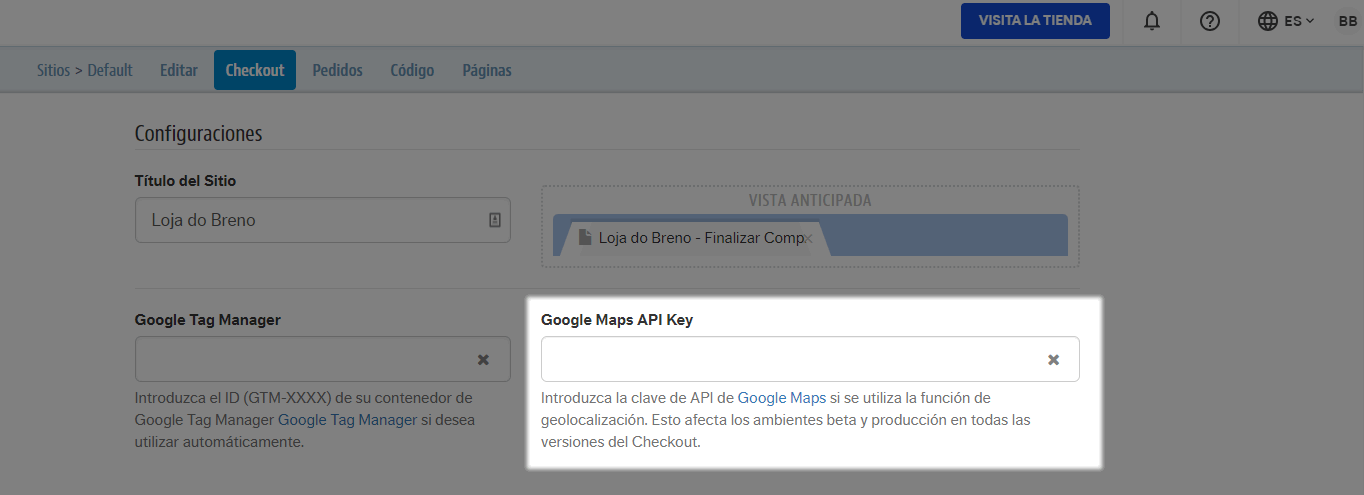 VISITA LA TIENDA
ES
BB
Sitios > Default Editar Checkout Pedidos Código Páginas
Configuraciones
Título del Sitio
Loja do Breno
VISTA ANTICIPADA
Loja do Breno - Finalizar Comp
Google Tag Manager
Introduzca el ID (GTM-XXXX) de su contenedor de
Google Tag Manager Google Tag Manager si desea
utilizar automáticamente.
Google Maps API Key
Introduzca la clave de API de Google Maps si se utiliza la función de
geolocalización. Esto afecta los ambientes beta y producción en todas las
versiones del Checkout.